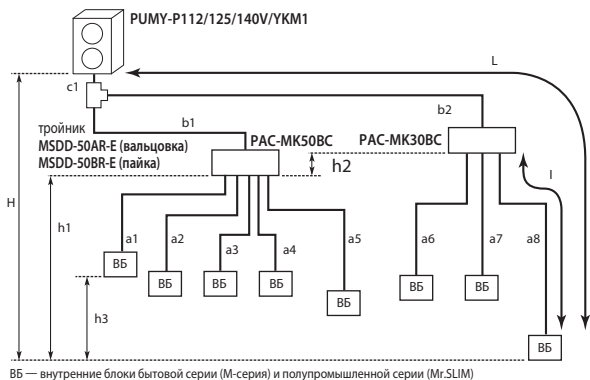 PUMY-P112/125/140V/YKM1
L
c1
b2
тройник
b1
MSDD-50AR-E (вальцовка)
PAC-MK50BC
PAC-MK30BC
MSDD-50BR-E (пайка)
h2
l
H
h1
a1
a2
a3
a4
a5
a6
a7
a8
ВБ
ВБ
ВБ
ВБ
ВБ
ВБ
ВБ
h3
ВБ
ВБ — внутренние блоки бытовой серии (М-серия) и полупромышленной серии (Mr.SLIM)